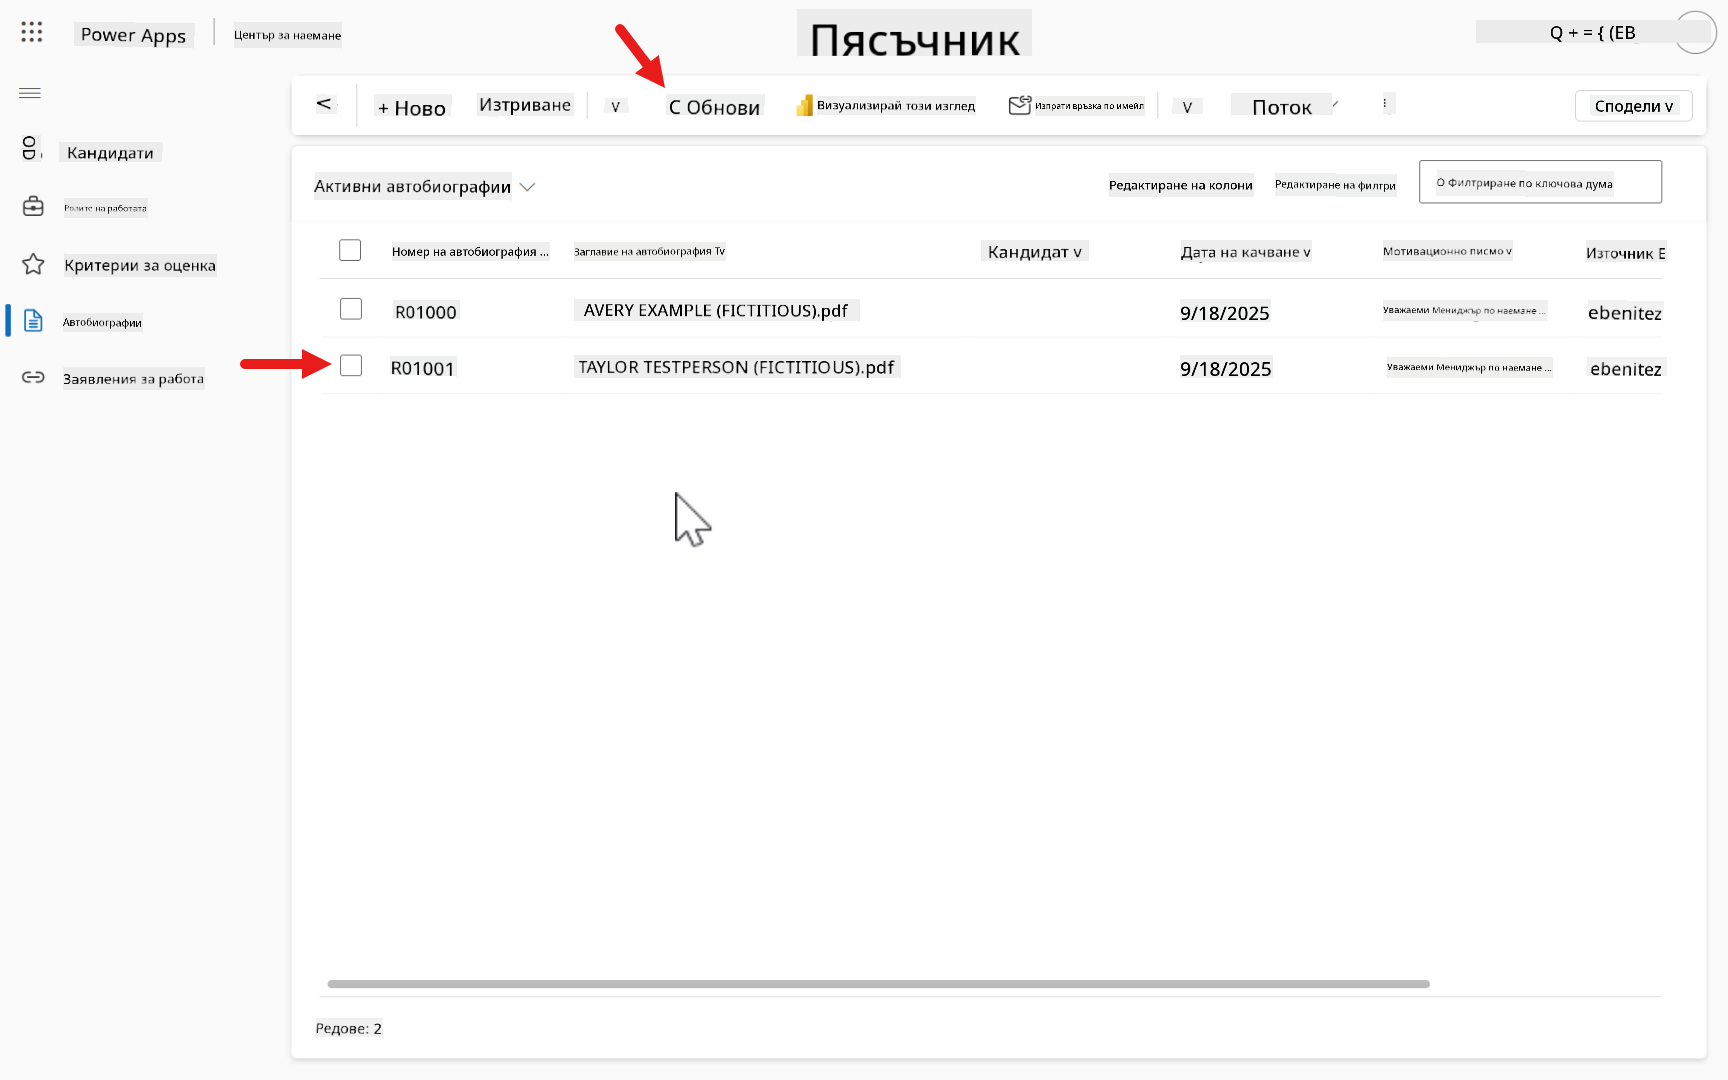 Power Apps
Център за наемане
Пясъчник
Q + = { (EB
< + Ново Изтриване v С Обнови Визуализирай този изглед Изпрати връзка по имейл v Поток Сподели v
Кандидати
Ролите на работата
Критерии за оценка
Автобиографии
Заявления за работа
Активни автобиографии
Редактиране на колони Редактиране на филтри О Филтриране по ключова дума
Номер на автобиография ... Заглавие на автобиография Tv Кандидат v Дата на качване v Мотивационно писмо v Източник Е
R01000 AVERY EXAMPLE (FICTITIOUS).pdf 9/18/2025 Уважаеми Мениджър по наемане ... ebenitez
R01001 TAYLOR TESTPERSON (FICTITIOUS).pdf 9/18/2025 Уважаеми Мениджър по наемане ... ebenitez
Редове: 2